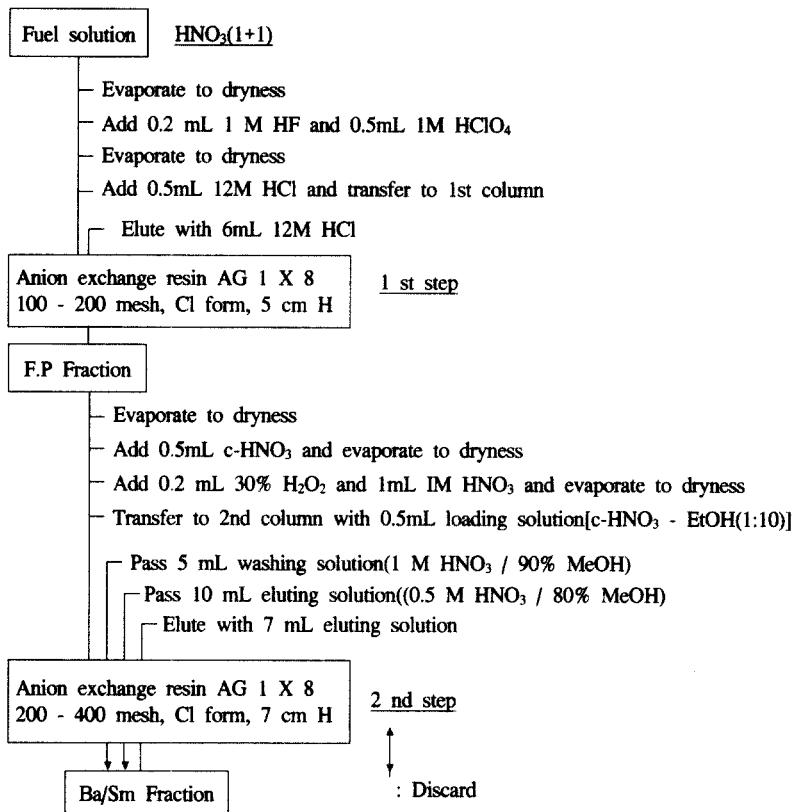 Fuel solution HNO₃(1+1)
Evaporate to dryness
Add 0.2 mL 1 M HF and 0.5mL 1M HClO₄
Evaporate to dryness
Add 0.5mL 12M HCl and transfer to 1st column
Elute with 6mL 12M HCl
Anion exchange resin AG 1 X 8
100 - 200 mesh, Cl form, 5 cm H
1 st step
F.P Fraction
Evaporate to dryness
Add 0.5mL c-HNO₃ and evaporate to dryness
Add 0.2 mL 30% H₂O₂ and 1mL 1M HNO₃ and evaporate to dryness
Transfer to 2nd column with 0.5mL loading solution[c-HNO₃ - EtOH(1:10)]
Pass 5 mL washing solution(1 M HNO₃ / 90% MeOH)
Pass 10 mL eluting solution((0.5 M HNO₃ / 80% MeOH)
Elute with 7 mL eluting solution
Anion exchange resin AG 1 X 8
200 - 400 mesh, Cl form, 7 cm H
2 nd step
Ba/Sm Fraction
: Discard